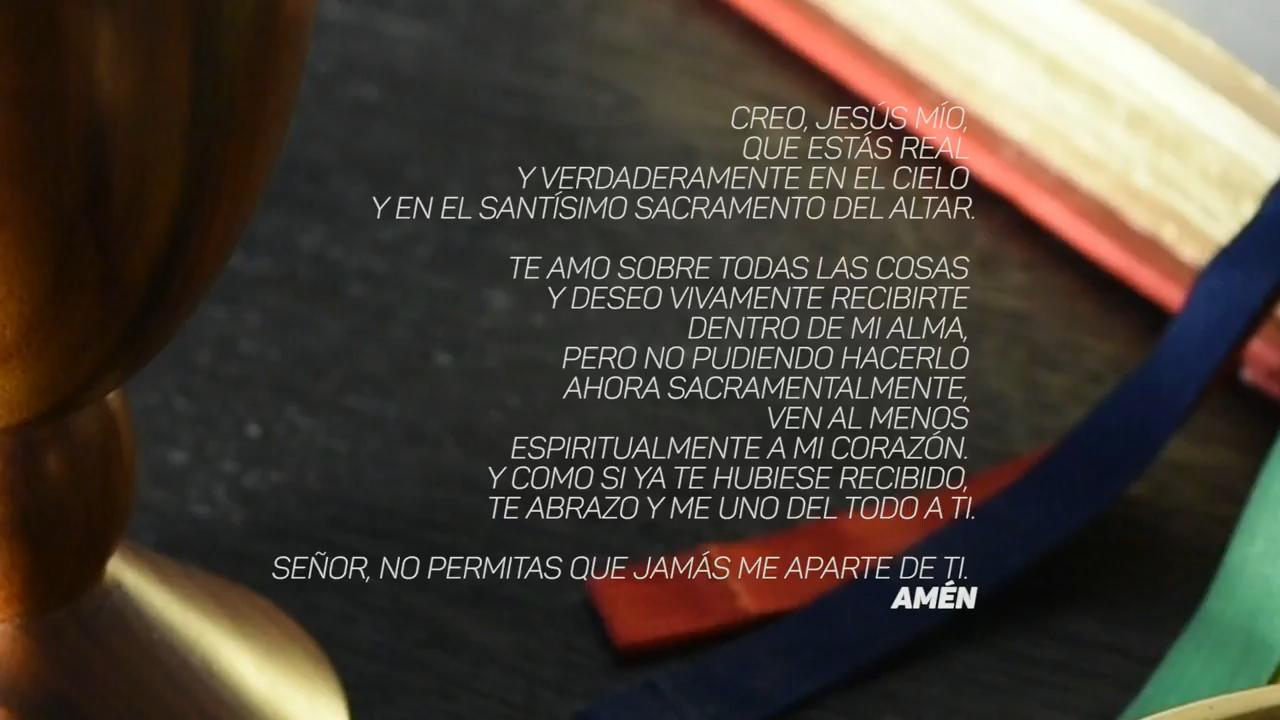 CREO, JESÚS MÍO,
QUE ESTÁS REAL
Y VERDADERAMENTE EN EL CIELO
Y EN EL SANTÍSIMO SACRAMENTO DEL ALTAR.
TE AMO SOBRE TODAS LAS COSAS
Y DESEO VIVAMENTE RECIBIRTE
DENTRO DE MI ALMA,
PERO NO PUDIENDO HACERLO
AHORA SACRAMENTALMENTE,
VEN AL MENOS
ESPIRITUALMENTE A MI CORAZÓN.
Y COMO SI YA TE HUBIESE RECIBIDO,
TE ABRAZO Y ME UNO DEL TODO A TI.
SEÑOR, NO PERMITAS QUE JAMÁS ME APARTE DE TI.
AMÉN